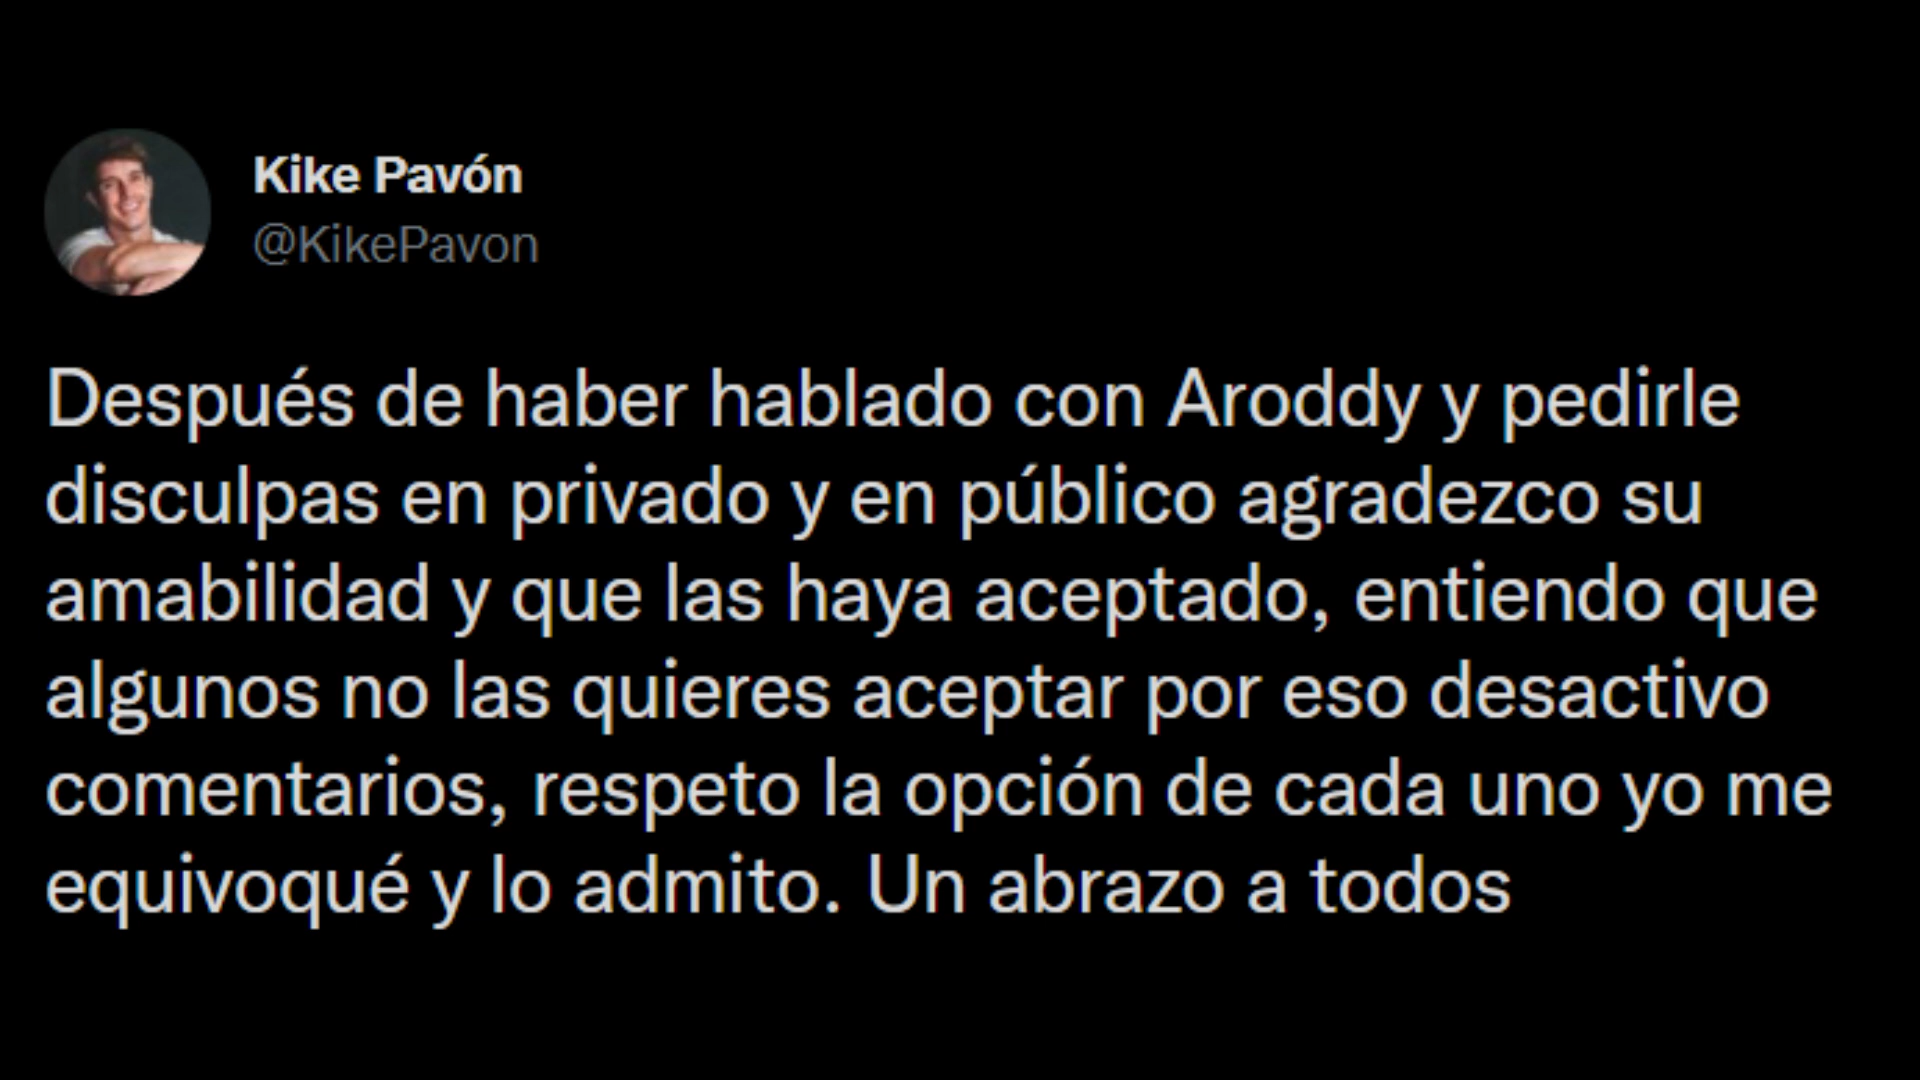 Kike Pavón
@KikePavon
Después de haber hablado con Aroddy y pedirle
disculpas en privado y en público agradezco su
amabilidad y que las haya aceptado, entiendo que
algunos no las quieres aceptar por eso desactivo
comentarios, respeto la opción de cada uno yo me
equivoqué y lo admito. Un abrazo a todos